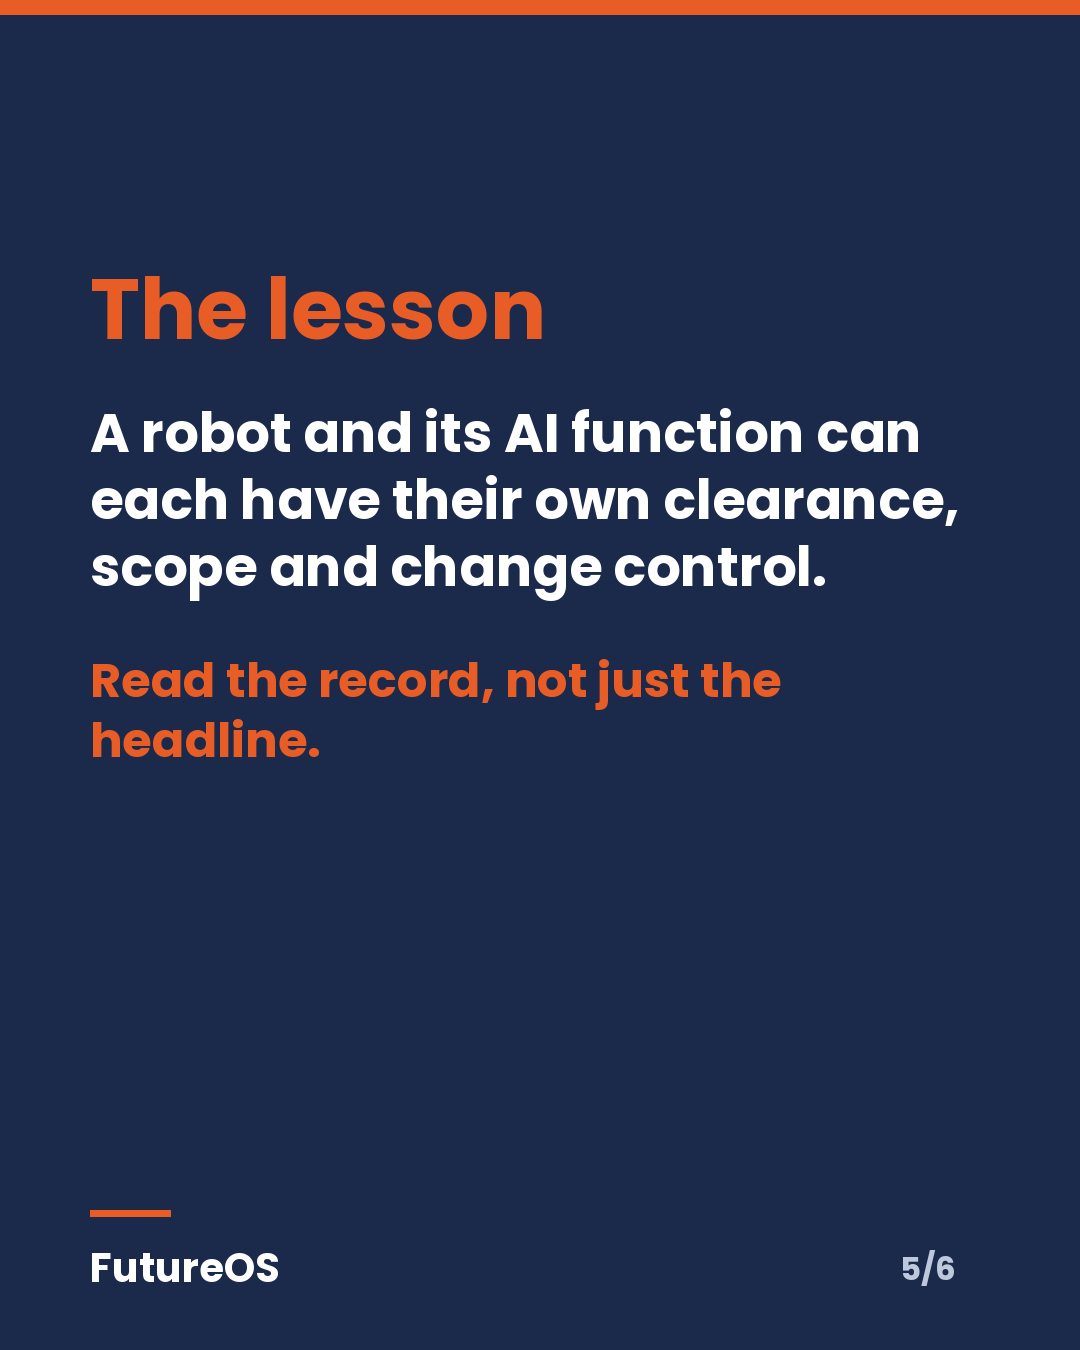 The lesson
A robot and its AI function can
each have their own clearance,
scope and change control.
Read the record, not just the
headline.
FutureOS
5/6